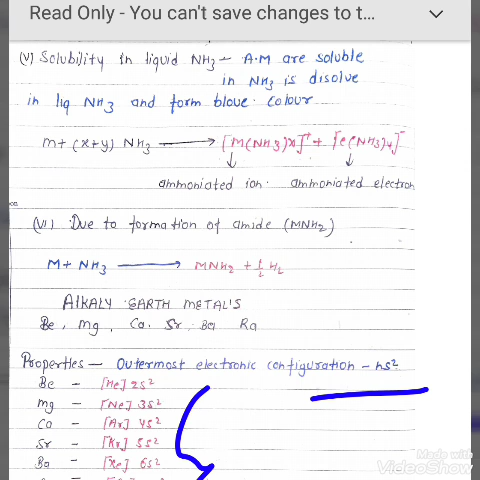 Read Only - You can't save changes to t...
(V) Solubility in liquid NH3 - A.M are soluble
in NH3 is disolve
in liq NH3 and form bloue colour
M + (x+y) NH3 → [M(NH3)x]+ + [e(NH3)y]-
ammoniated ion. ammoniated electron
(VI) Due to formation of amide (MNH2)
M + NH3 → MNH2 + 1/2 H2
AlKALY EARTH METAL'S
Be, Mg, Ca. Sr, Ba Ra
Properties - Outermost electronic configuration - ns2
Be - [He] 2s2
Mg - [Ne] 3s2
Ca - [Ar] 4s2
Sr - [Kr] 5s2
Ba - [Xe] 6s2
Made with
VideoShow